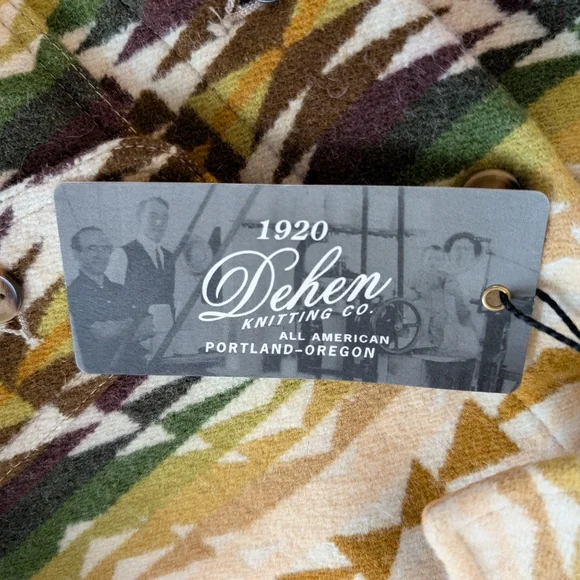 1920
Dehen
KNITTING CO.
ALL AMERICAN
PORTLAND-OREGON